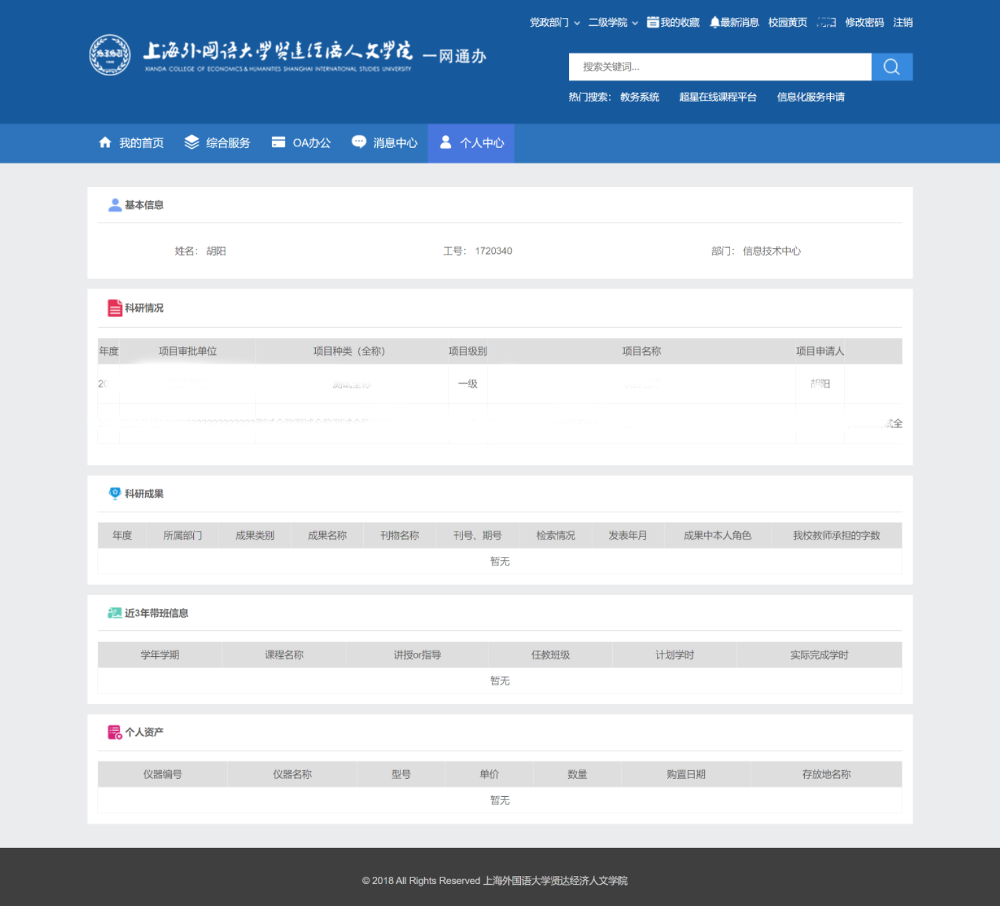 党政部门 二级学院 我的收藏 最新消息 校园黄页 修改密码 注销
SISU
上海外国语大学贤达经济人文学院 一网通办
XIANDA COLLEGE OF ECONOMICS & HUMANITIES SHANGHAI INTERNATIONAL STUDIES UNIVERSITY
搜索关键词...
热门搜索： 教务系统 超星在线课程平台 信息化服务申请
我的首页 综合服务 OA办公 消息中心 个人中心
基本信息
姓名： 胡阳 工号： 1720340 部门： 信息技术中心
科研情况
年度 项目审批单位 项目种类（全称） 项目级别 项目名称 项目申请人
20 测试全称 一级 胡阳
试全
科研成果
年度 所属部门 成果类别 成果名称 刊物名称 刊号、期号 检索情况 发表年月 成果中本人角色 我校教师承担的字数
暂无
近3年带班信息
学年学期 课程名称 讲授or指导 任教班级 计划学时 实际完成学时
暂无
个人资产
仪器编号 仪器名称 型号 单价 数量 购置日期 存放地名称
暂无
© 2018 All Rights Reserved 上海外国语大学贤达经济人文学院